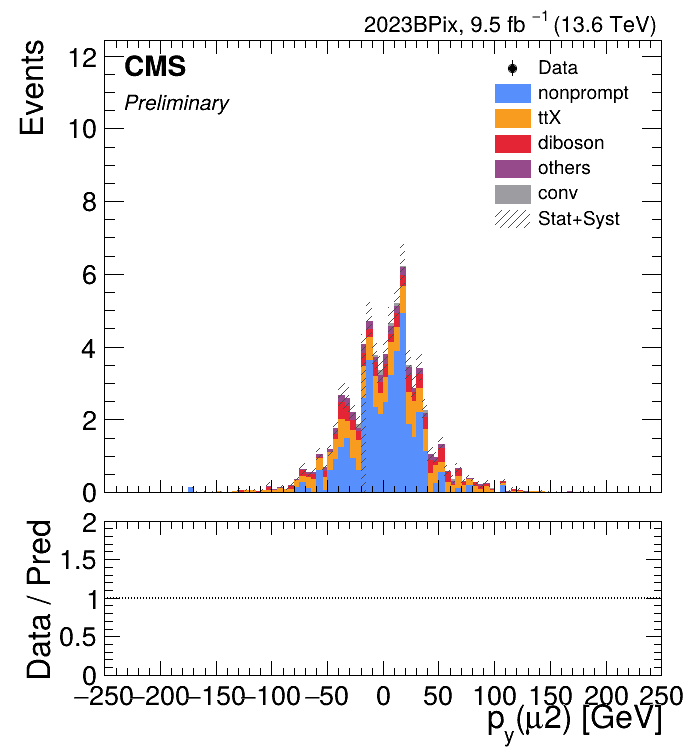 2023BPix, 9.5 fb⁻¹ (13.6 TeV)
Events
12
10
8
6
4
2
0
CMS
Preliminary
Data
nonprompt
ttX
diboson
others
conv
Stat+Syst
Data / Pred
2
1.5
1
0.5
0
−250 −200 −150 −100 −50 0 50 100 150 200 250
p_y(μ2) [GeV]